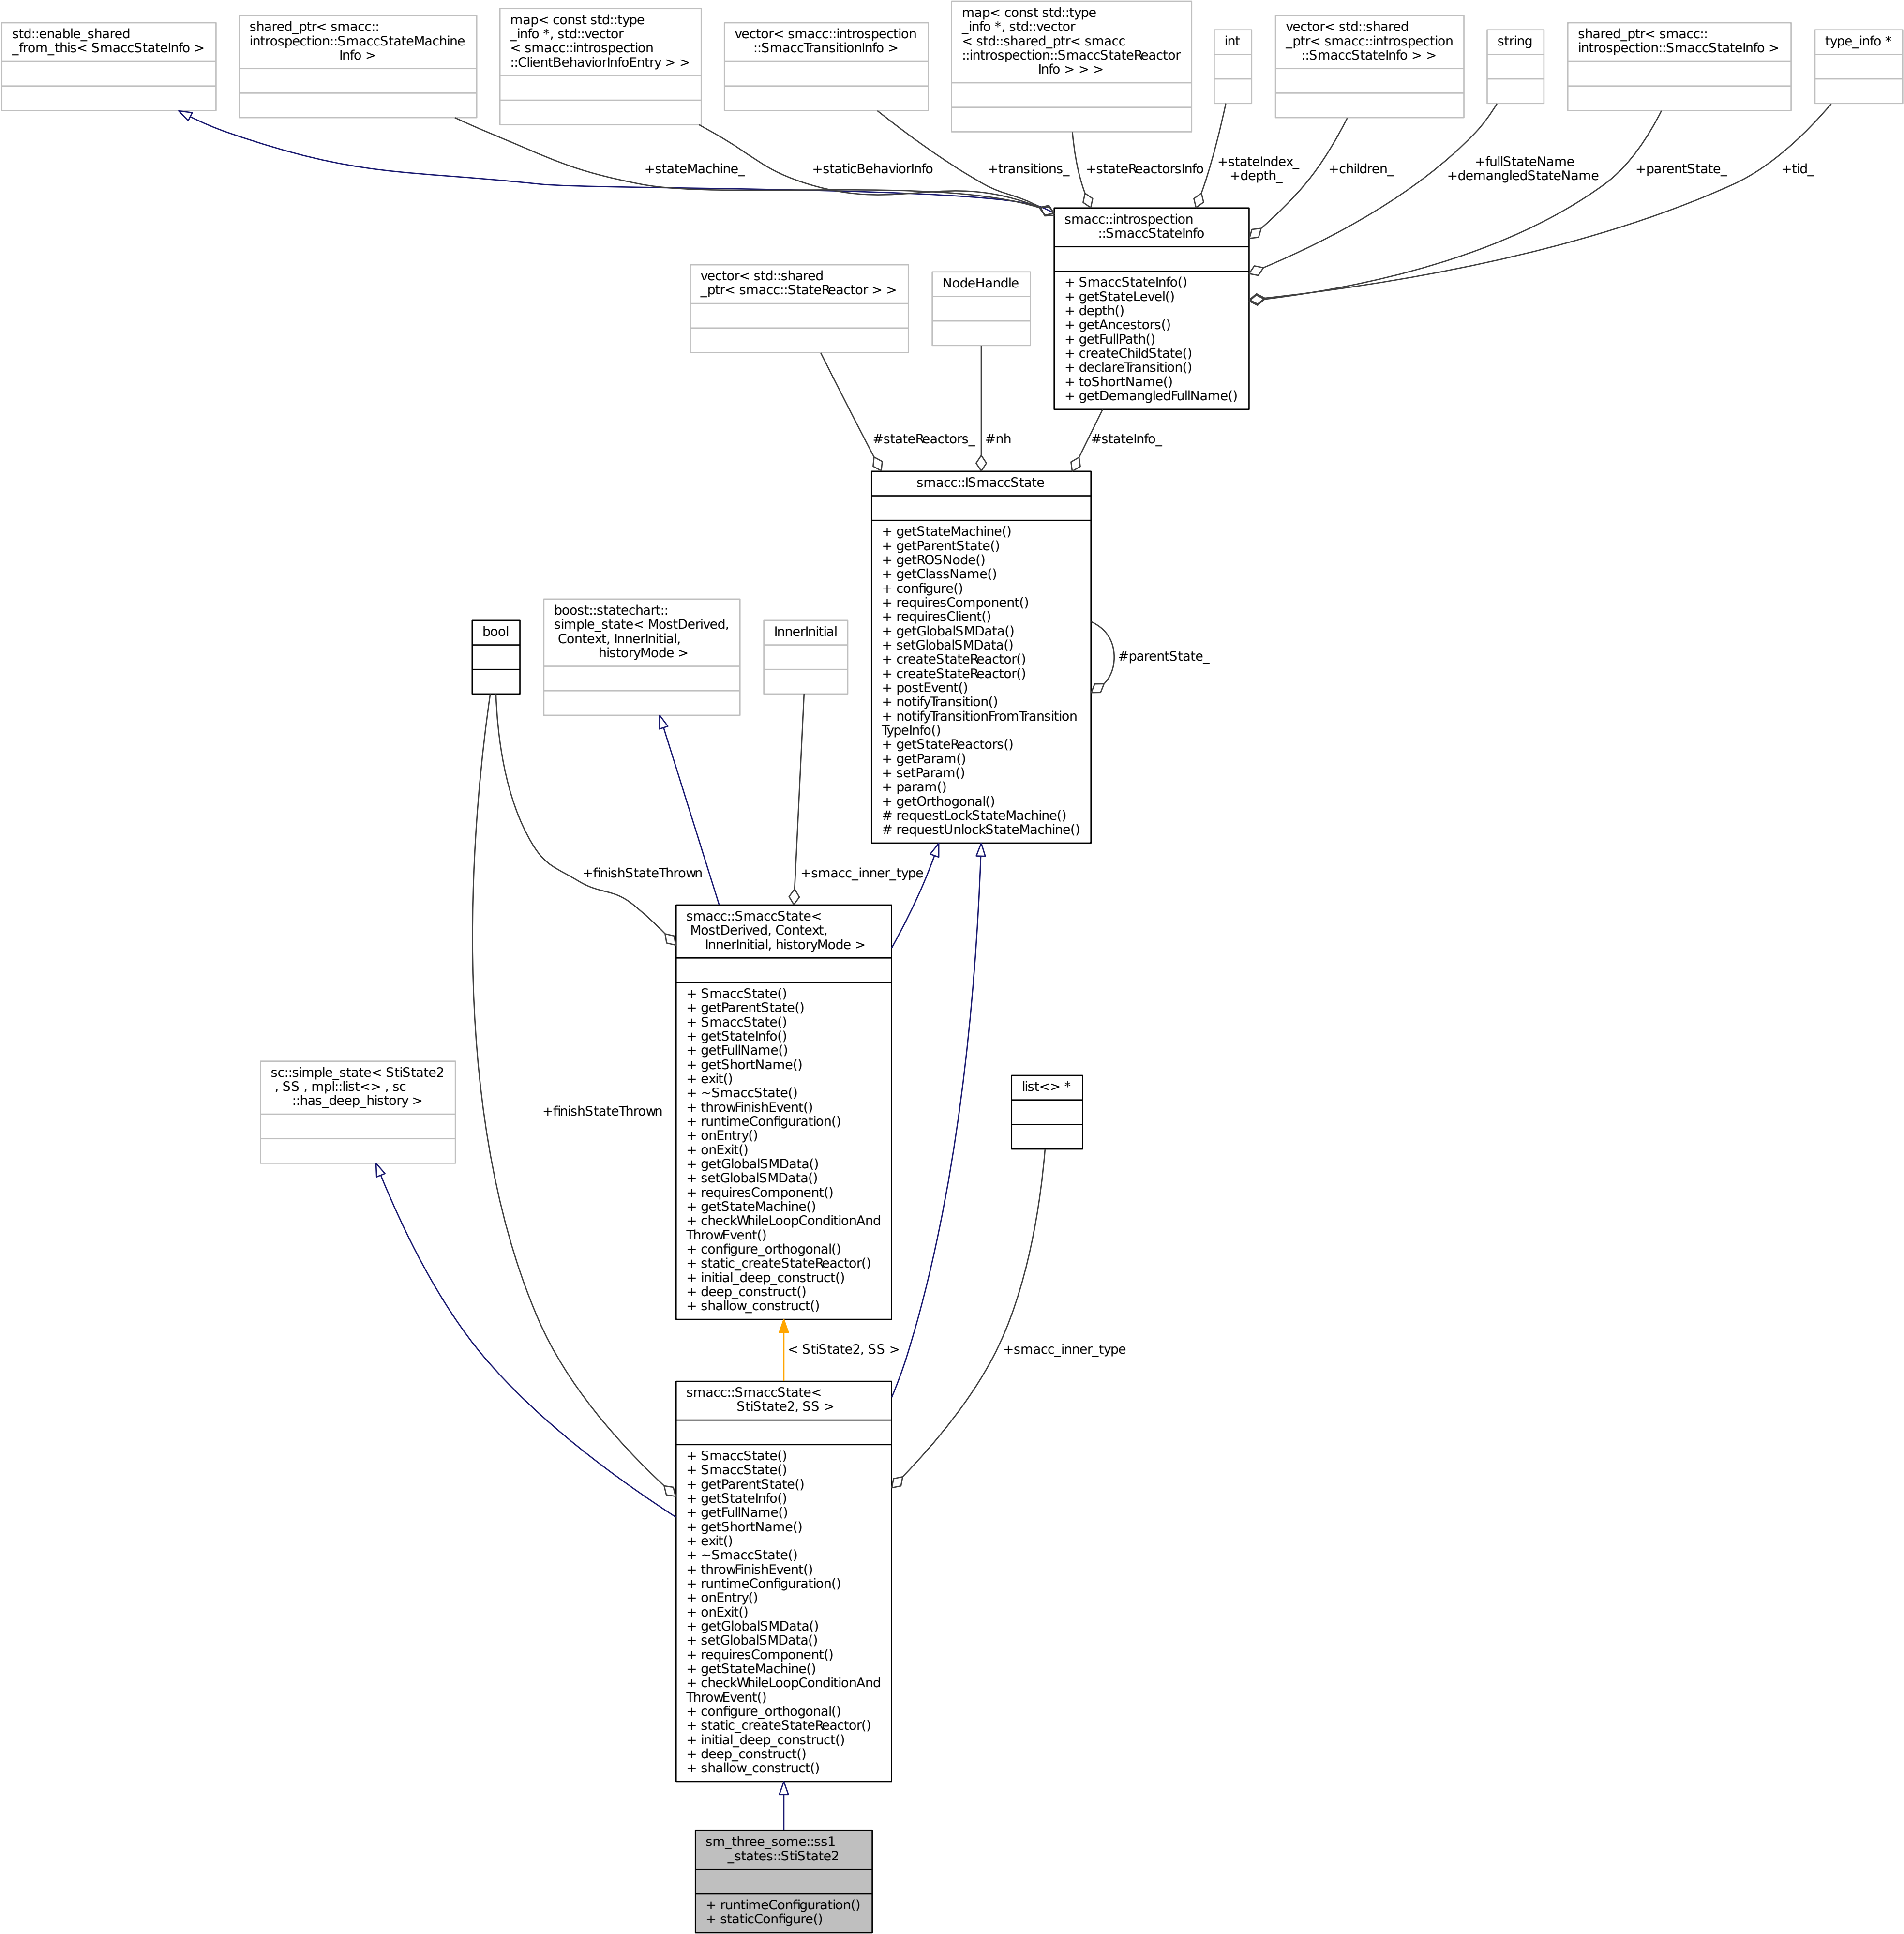 std::enable_shared
_from_this< SmaccStateInfo >
shared_ptr< smacc::
introspection::SmaccStateMachine
Info >
map< const std::type
_info *, std::vector
< smacc::introspection
::ClientBehaviorInfoEntry > >
vector< smacc::introspection
::SmaccTransitionInfo >
map< const std::type
_info *, std::vector
< std::shared_ptr< smacc
::introspection::SmaccStateReactor
Info > > >
int
vector< std::shared
_ptr< smacc::introspection
::SmaccStateInfo > >
string
shared_ptr< smacc::
introspection::SmaccStateInfo >
type_info *
+stateMachine_
+staticBehaviorInfo
+transitions_
+stateReactorsInfo
+stateIndex_
+depth_
+children_
+fullStateName
+demangledStateName
+parentState_
+tid_
smacc::introspection
::SmaccStateInfo
+ SmaccStateInfo()
+ getStateLevel()
+ depth()
+ getAncestors()
+ getFullPath()
+ createChildState()
+ declareTransition()
+ toShortName()
+ getDemangledFullName()
vector< std::shared
_ptr< smacc::StateReactor > >
NodeHandle
#stateReactors_
#nh
#stateInfo_
smacc::ISmaccState
+ getStateMachine()
+ getParentState()
+ getROSNode()
+ getClassName()
+ configure()
+ requiresComponent()
+ requiresClient()
+ getGlobalSMData()
+ setGlobalSMData()
+ createStateReactor()
+ createStateReactor()
+ postEvent()
+ notifyTransition()
+ notifyTransitionFromTransition
TypeInfo()
+ getStateReactors()
+ getParam()
+ setParam()
+ param()
+ getOrthogonal()
# requestLockStateMachine()
# requestUnlockStateMachine()
#parentState_
bool
boost::statechart::
simple_state< MostDerived,
Context, InnerInitial,
historyMode >
InnerInitial
+finishStateThrown
+smacc_inner_type
smacc::SmaccState<
MostDerived, Context,
InnerInitial, historyMode >
+ SmaccState()
+ getParentState()
+ SmaccState()
+ getStateInfo()
+ getFullName()
+ getShortName()
+ exit()
+ ~SmaccState()
+ throwFinishEvent()
+ runtimeConfiguration()
+ onEntry()
+ onExit()
+ getGlobalSMData()
+ setGlobalSMData()
+ requiresComponent()
+ getStateMachine()
+ checkWhileLoopConditionAnd
ThrowEvent()
+ configure_orthogonal()
+ static_createStateReactor()
+ initial_deep_construct()
+ deep_construct()
+ shallow_construct()
sc::simple_state< StiState2
, SS , mpl::list<> , sc
::has_deep_history >
+finishStateThrown
list<> *
< StiState2, SS >
+smacc_inner_type
smacc::SmaccState<
StiState2, SS >
+ SmaccState()
+ SmaccState()
+ getParentState()
+ getStateInfo()
+ getFullName()
+ getShortName()
+ exit()
+ ~SmaccState()
+ throwFinishEvent()
+ runtimeConfiguration()
+ onEntry()
+ onExit()
+ getGlobalSMData()
+ setGlobalSMData()
+ requiresComponent()
+ getStateMachine()
+ checkWhileLoopConditionAnd
ThrowEvent()
+ configure_orthogonal()
+ static_createStateReactor()
+ initial_deep_construct()
+ deep_construct()
+ shallow_construct()
sm_three_some::ss1
_states::StiState2
+ runtimeConfiguration()
+ staticConfigure()